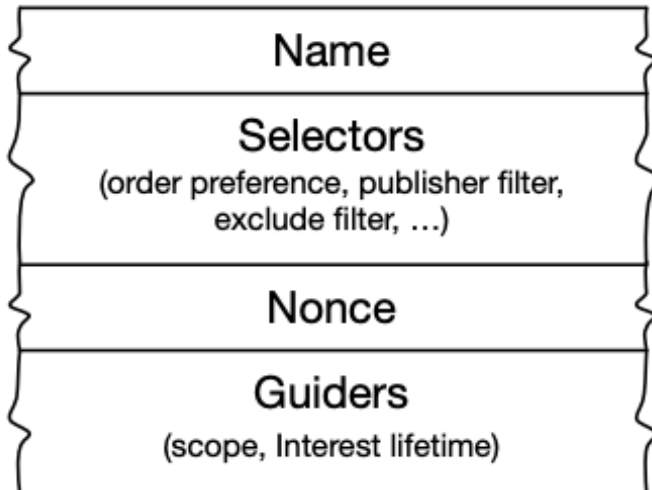 Name
Selectors
(order preference, publisher filter,
exclude filter, …)
Nonce
Guiders
(scope, Interest lifetime)